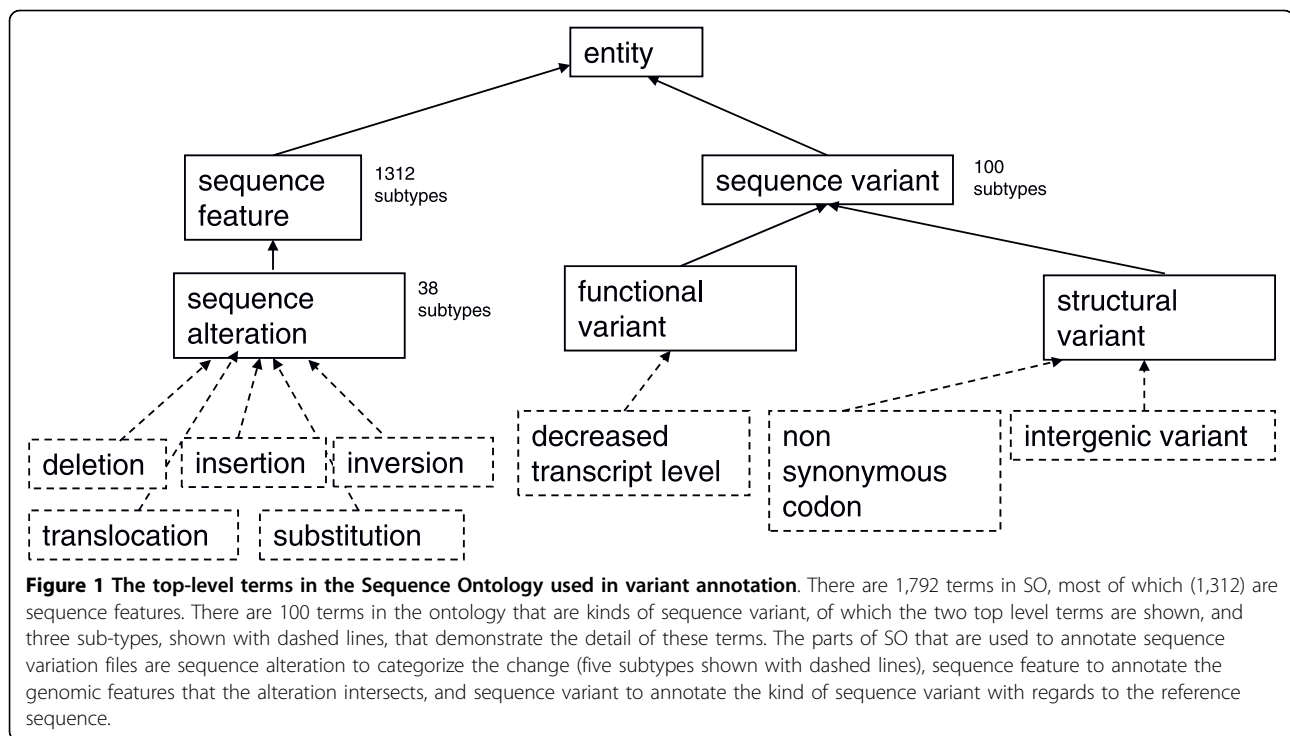 entity
sequence
feature
1312
subtypes
sequence variant
100
subtypes
sequence
alteration
38
subtypes
functional
variant
structural
variant
deletion
insertion
inversion
translocation
substitution
decreased
transcript level
non
synonymous
codon
intergenic variant
Figure 1 The top-level terms in the Sequence Ontology used in variant annotation. There are 1,792 terms in SO, most of which (1,312) are
sequence features. There are 100 terms in the ontology that are kinds of sequence variant, of which the two top level terms are shown, and
three sub-types, shown with dashed lines, that demonstrate the detail of these terms. The parts of SO that are used to annotate sequence
variation files are sequence alteration to categorize the change (five subtypes shown with dashed lines), sequence feature to annotate the
genomic features that the alteration intersects, and sequence variant to annotate the kind of sequence variant with regards to the reference
sequence.